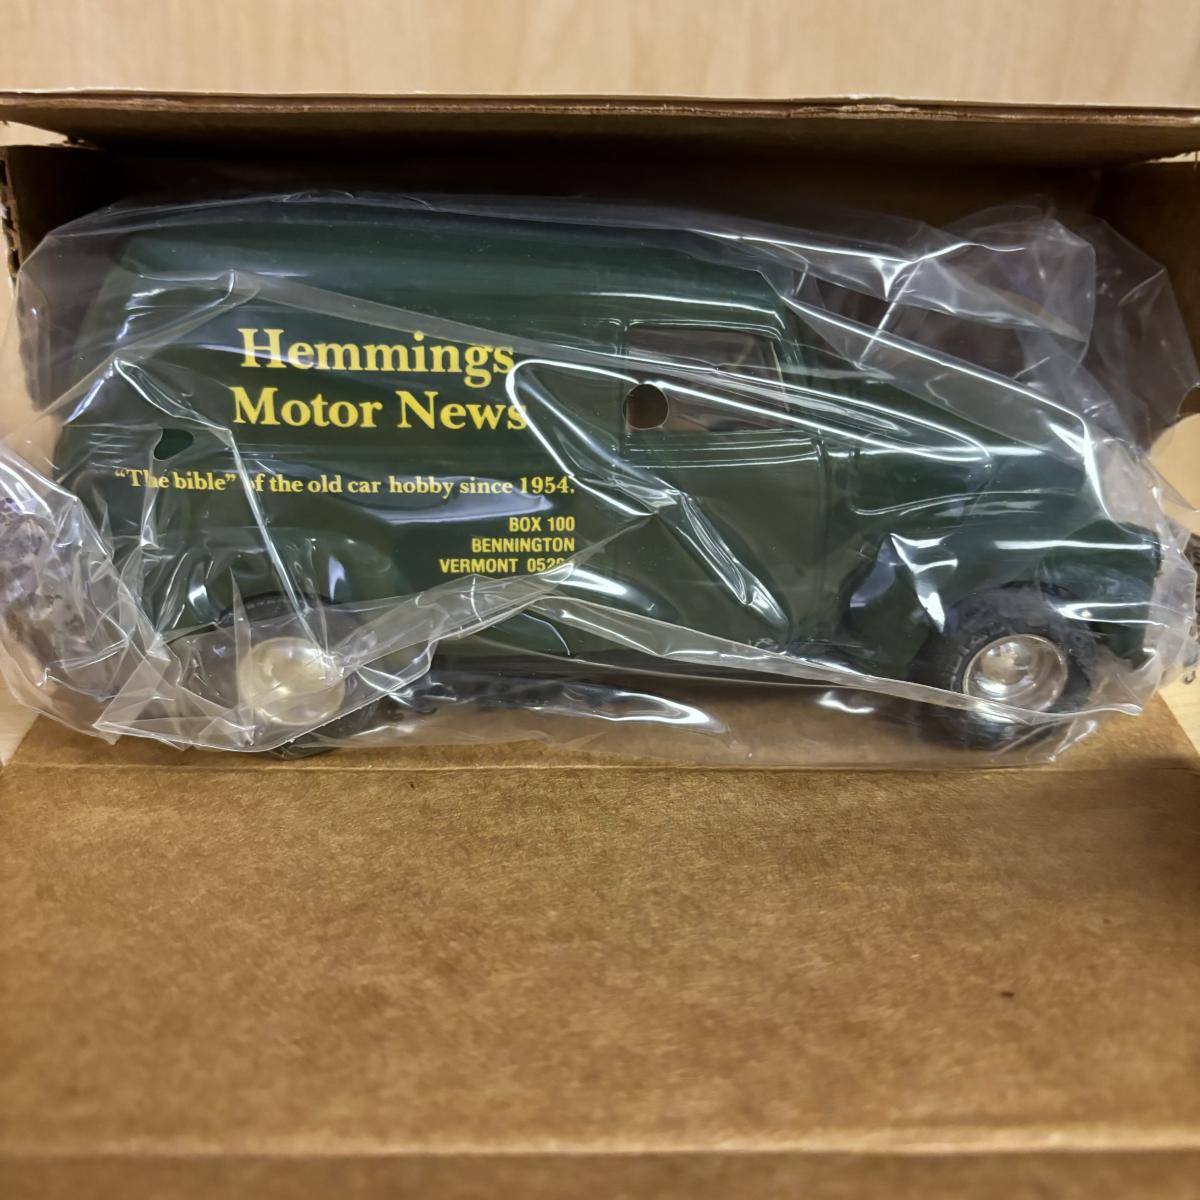 Hemmings
Motor News
“The bible” of the old car hobby since 1954.
BOX 100
BENNINGTON
VERMONT